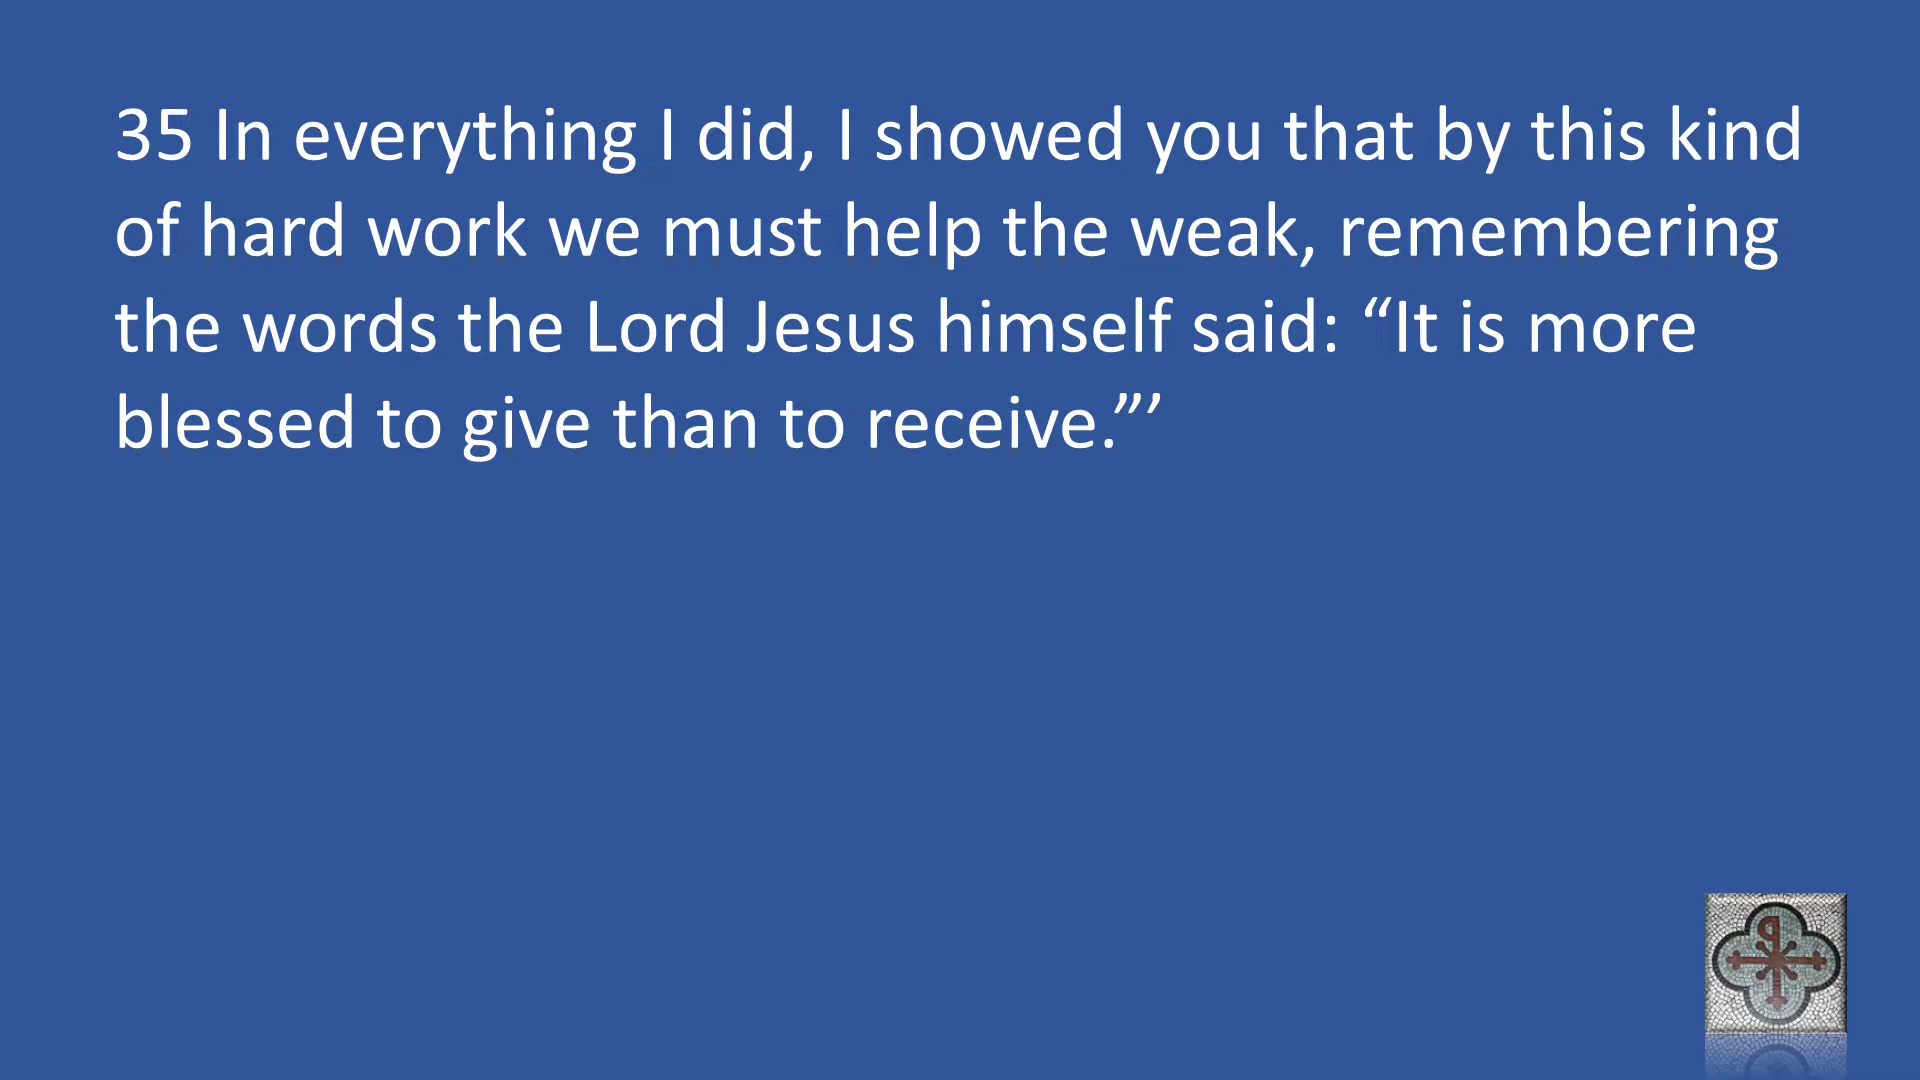 35 In everything I did, I showed you that by this kind
of hard work we must help the weak, remembering
the words the Lord Jesus himself said: “It is more
blessed to give than to receive.”’